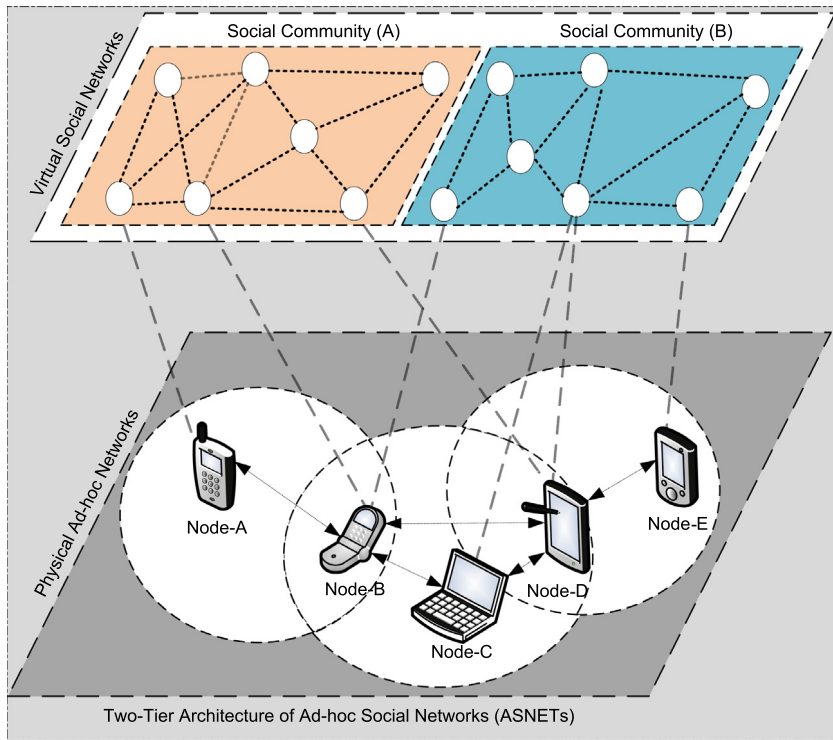 Social Community (A)
Social Community (B)
Virtual Social Networks
Physical Ad-hoc Networks
Node-A
Node-B
Node-C
Node-D
Node-E
Two-Tier Architecture of Ad-hoc Social Networks (ASNETs)